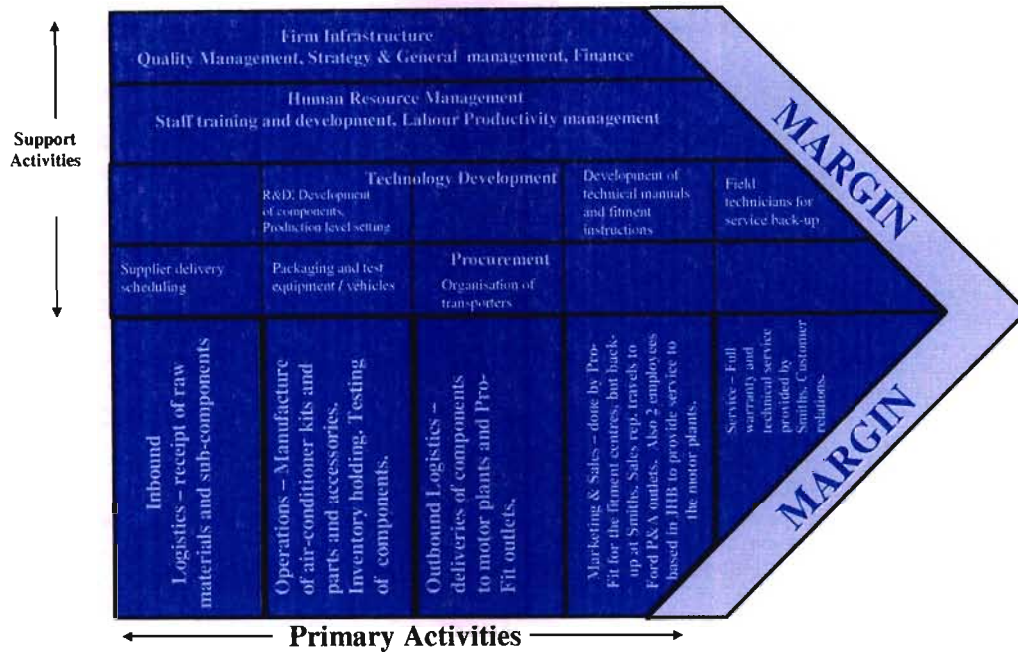 Firm Infrastructure
Quality Management, Strategy & General management, Finance
Human Resource Management
Staff training and development, Labour Productivity management
Support
Activities
Technology Development
R&D: Development
of components,
Production level setting
Development of
technical manuals
and fitment
instructions
Field
technicians for
service back-up
Procurement
Supplier delivery
scheduling
Packaging and test
equipment / vehicles
Organisation of
transporters
Inbound
Logistics – receipt of raw
materials and sub-components
Operations – Manufacture
of air-conditioner kits and
parts and accessories.
Inventory holding. Testing
of components.
Outbound Logistics –
deliveries of components
to motor plants and Pro-
Fit outlets.
Marketing & Sales – done by Pro-
Fit for the fitment centres, but back-
up at Smiths. Sales rep. travels to
Ford P&A outlets. Also 2 employees
based in JHB to provide service to
the motor plants.
Service – Full
warranty and
technical service
provided by
Smiths. Customer
relations.
MARGIN
MARGIN
Primary Activities